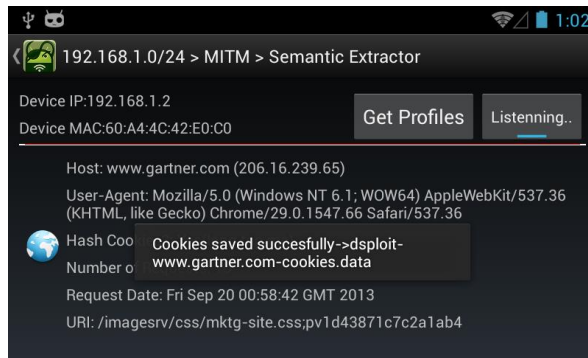 1:02
192.168.1.0/24 > MITM > Semantic Extractor
Device IP:192.168.1.2
Device MAC:60:A4:4C:42:E0:C0
Get Profiles
Listenning..
Host: www.gartner.com (206.16.239.65)
User-Agent: Mozilla/5.0 (Windows NT 6.1; WOW64) AppleWebKit/537.36
(KHTML, like Gecko) Chrome/29.0.1547.66 Safari/537.36
Hash Coo
Number o
Cookies saved succesfully->dsploit-
www.gartner.com-cookies.data
Request Date: Fri Sep 20 00:58:42 GMT 2013
URI: /imagesrv/css/mktg-site.css;pv1d43871c7c2a1ab4